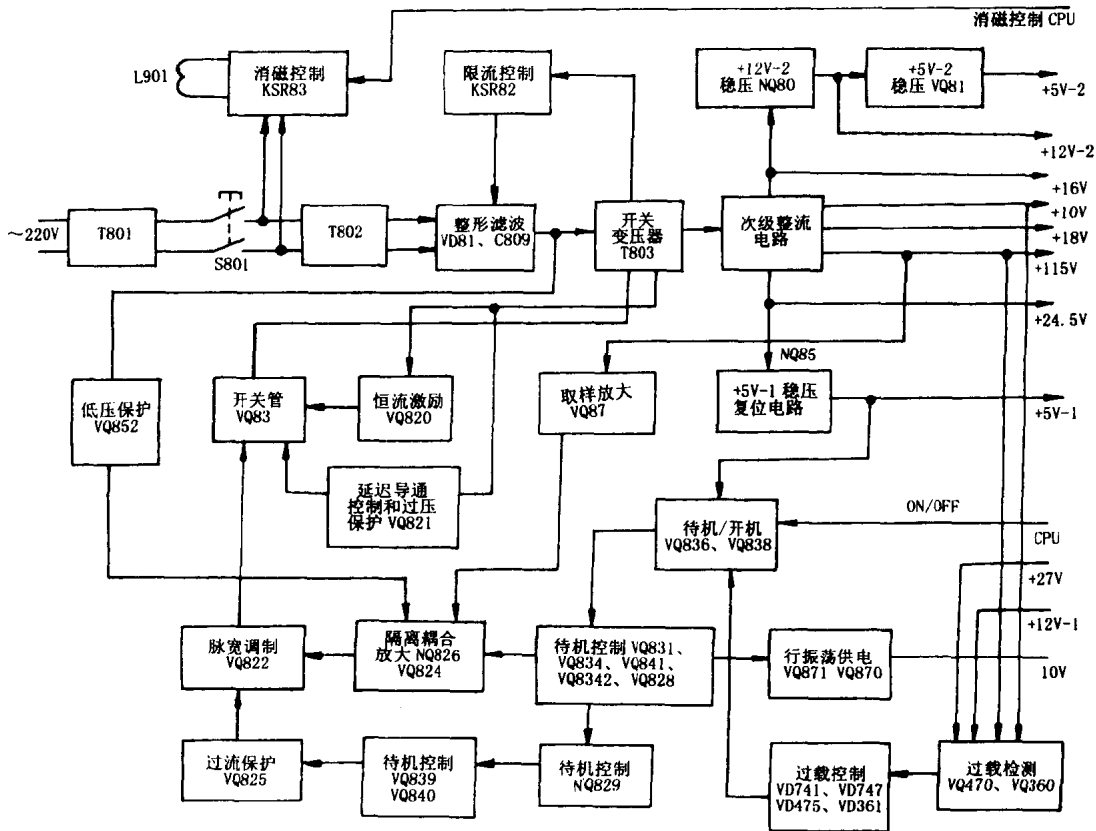 消磁控制 CPU
L901
消磁控制
KSR83
限流控制
KSR82
+12V-2
稳压 NQ80
+5V-2
稳压 VQ81
+5V-2
+12V-2
+16V
~220V
T801
S801
T802
整形滤波
VD81、C809
开关
变压器
T803
次级整流
电路
+10V
+18V
+115V
+24.5V
低压保护
VQ852
开关管
VQ83
恒流激励
VQ820
取样放大
VQ87
NQ85
+5V-1 稳压
复位电路
+5V-1
延迟导通
控制和过压
保护 VQ821
待机/开机
VQ836、VQ838
ON/OFF
CPU
+27V
+12V-1
脉宽调制
VQ822
隔离耦合
放大 NQ826
VQ824
待机控制 VQ831、
VQ834、VQ841、
VQ8342、VQ828
行振荡供电
VQ871 VQ870
10V
过流保护
VQ825
待机控制
VQ839
VQ840
待机控制
NQ829
过载控制
VD741、VD747
VD475、VD361
过载检测
VQ470、VQ360